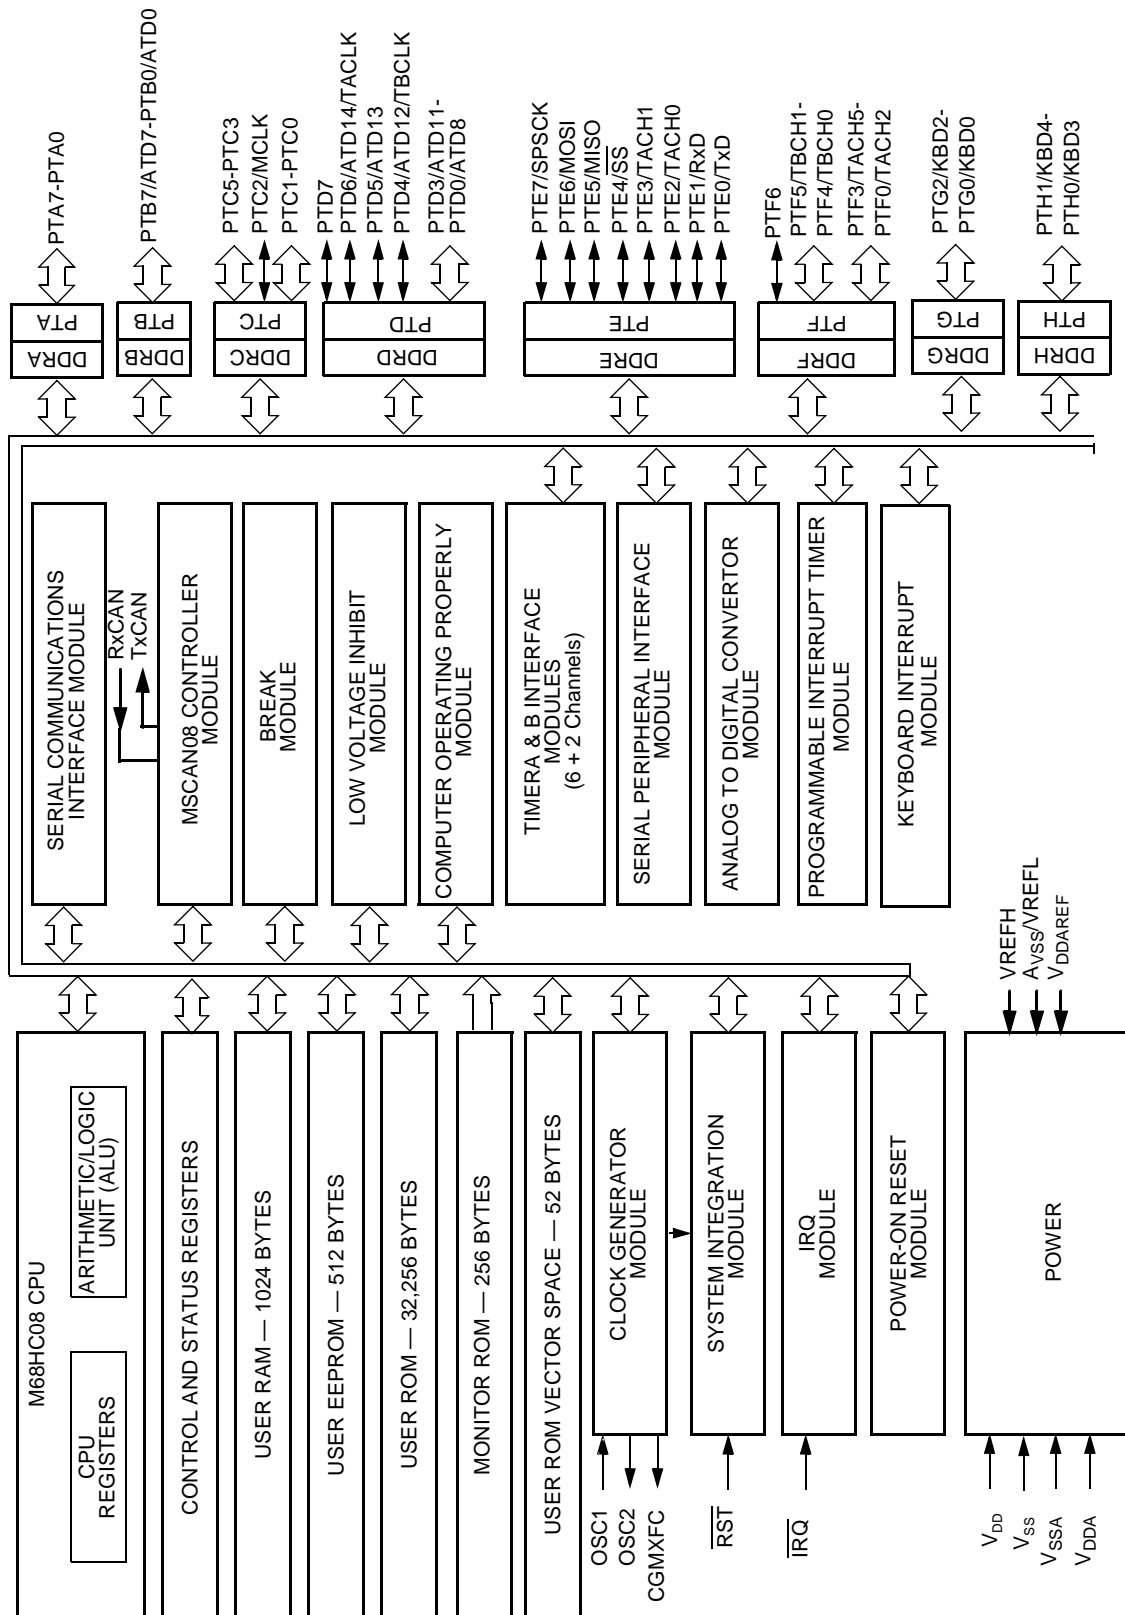 M68HC08 CPU
CPU
REGISTERS
ARITHMETIC/LOGIC
UNIT (ALU)
CONTROL AND STATUS REGISTERS
USER RAM — 1024 BYTES
USER EEPROM — 512 BYTES
USER ROM — 32,256 BYTES
MONITOR ROM — 256 BYTES
USER ROM VECTOR SPACE — 52 BYTES
OSC1
OSC2
CGMXFC
CLOCK GENERATOR
MODULE
RST
SYSTEM INTEGRATION
MODULE
IRQ
IRQ
MODULE
POWER-ON RESET
MODULE
VDD
VSS
VSSA
VDDA
POWER
VREFH
AVSS/VREFL
VDDAREF
SERIAL COMMUNICATIONS
INTERFACE MODULE
RxCAN
TxCAN
MSCAN08 CONTROLLER
MODULE
BREAK
MODULE
LOW VOLTAGE INHIBIT
MODULE
COMPUTER OPERATING PROPERLY
MODULE
TIMERA & B INTERFACE
MODULES
(6 + 2 Channels)
SERIAL PERIPHERAL INTERFACE
MODULE
ANALOG TO DIGITAL CONVERTOR
MODULE
PROGRAMMABLE INTERRUPT TIMER
MODULE
KEYBOARD INTERRUPT
MODULE
DDRA
PTA
PTA7-PTA0
DDRB
PTB
PTB7/ATD7-PTB0/ATD0
DDRC
PTC
PTC5-PTC3
PTC2/MCLK
PTC1-PTC0
DDRD
PTD
PTD7
PTD6/ATD14/TACLK
PTD5/ATD13
PTD4/ATD12/TBCLK
PTD3/ATD11-
PTD0/ATD8
DDRE
PTE
PTE7/SPSCK
PTE6/MOSI
PTE5/MISO
PTE4/SS
PTE3/TACH1
PTE2/TACH0
PTE1/RxD
PTE0/TxD
DDRF
PTF
PTF6
PTF5/TBCH1-
PTF4/TBCH0
PTF3/TACH5-
PTF0/TACH2
DDRG
PTG
PTG2/KBD2-
PTG0/KBD0
DDRH
PTH
PTH1/KBD4-
PTH0/KBD3